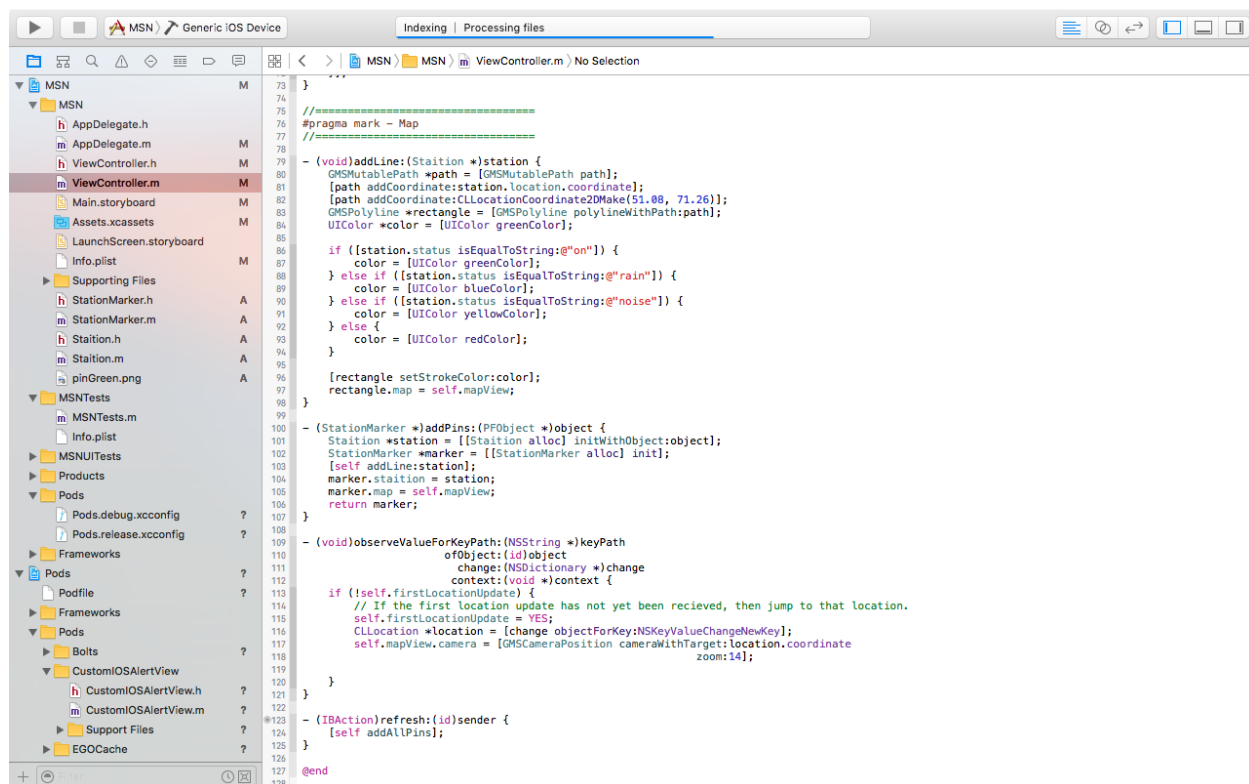 MSN 〉 Generic iOS Device
Indexing | Processing files
MSN 〉 MSN 〉 ViewController.m 〉 No Selection
MSN M
MSN
AppDelegate.h
AppDelegate.m M
ViewController.h M
ViewController.m M
Main.storyboard M
Assets.xcassets M
LaunchScreen.storyboard
Info.plist M
Supporting Files
StationMarker.h A
StationMarker.m A
Staition.h A
Staition.m A
pinGreen.png A
MSNTests
MSNTests.m
Info.plist
MSNUITests
Products
Pods
Pods.debug.xcconfig ?
Pods.release.xcconfig ?
Frameworks
Pods ?
Podfile ?
Frameworks
Pods
Bolts ?
CustomIOSAlertView
CustomIOSAlertView.h ?
CustomIOSAlertView.m ?
Support Files ?
EGOCache ?
Filter
73 }
74
75 //==================================
76 #pragma mark - Map
77 //==================================
78
79 - (void)addLine:(Staition *)station {
80 GMSMutablePath *path = [GMSMutablePath path];
81 [path addCoordinate:station.location.coordinate];
82 [path addCoordinate:CLLocationCoordinate2DMake(51.08, 71.26)];
83 GMSPolyline *rectangle = [GMSPolyline polylineWithPath:path];
84 UIColor *color = [UIColor greenColor];
85
86 if ([station.status isEqualToString:@"on"]) {
87 color = [UIColor greenColor];
88 } else if ([station.status isEqualToString:@"rain"]) {
89 color = [UIColor blueColor];
90 } else if ([station.status isEqualToString:@"noise"]) {
91 color = [UIColor yellowColor];
92 } else {
93 color = [UIColor redColor];
94 }
95
96 [rectangle setStrokeColor:color];
97 rectangle.map = self.mapView;
98 }
99
100 - (StationMarker *)addPins:(PFObject *)object {
101 Staition *station = [[Staition alloc] initWithObject:object];
102 StationMarker *marker = [[StationMarker alloc] init];
103 [self addLine:station];
104 marker.staition = station;
105 marker.map = self.mapView;
106 return marker;
107 }
108
109 - (void)observeValueForKeyPath:(NSString *)keyPath
110 ofObject:(id)object
111 change:(NSDictionary *)change
112 context:(void *)context {
113 if (!self.firstLocationUpdate) {
114 // If the first location update has not yet been recieved, then jump to that location.
115 self.firstLocationUpdate = YES;
116 CLLocation *location = [change objectForKey:NSKeyValueChangeNewKey];
117 self.mapView.camera = [GMSCameraPosition cameraWithTarget:location.coordinate
118 zoom:14];
119
120 }
121 }
122
123 - (IBAction)refresh:(id)sender {
124 [self addAllPins];
125 }
126
127 @end